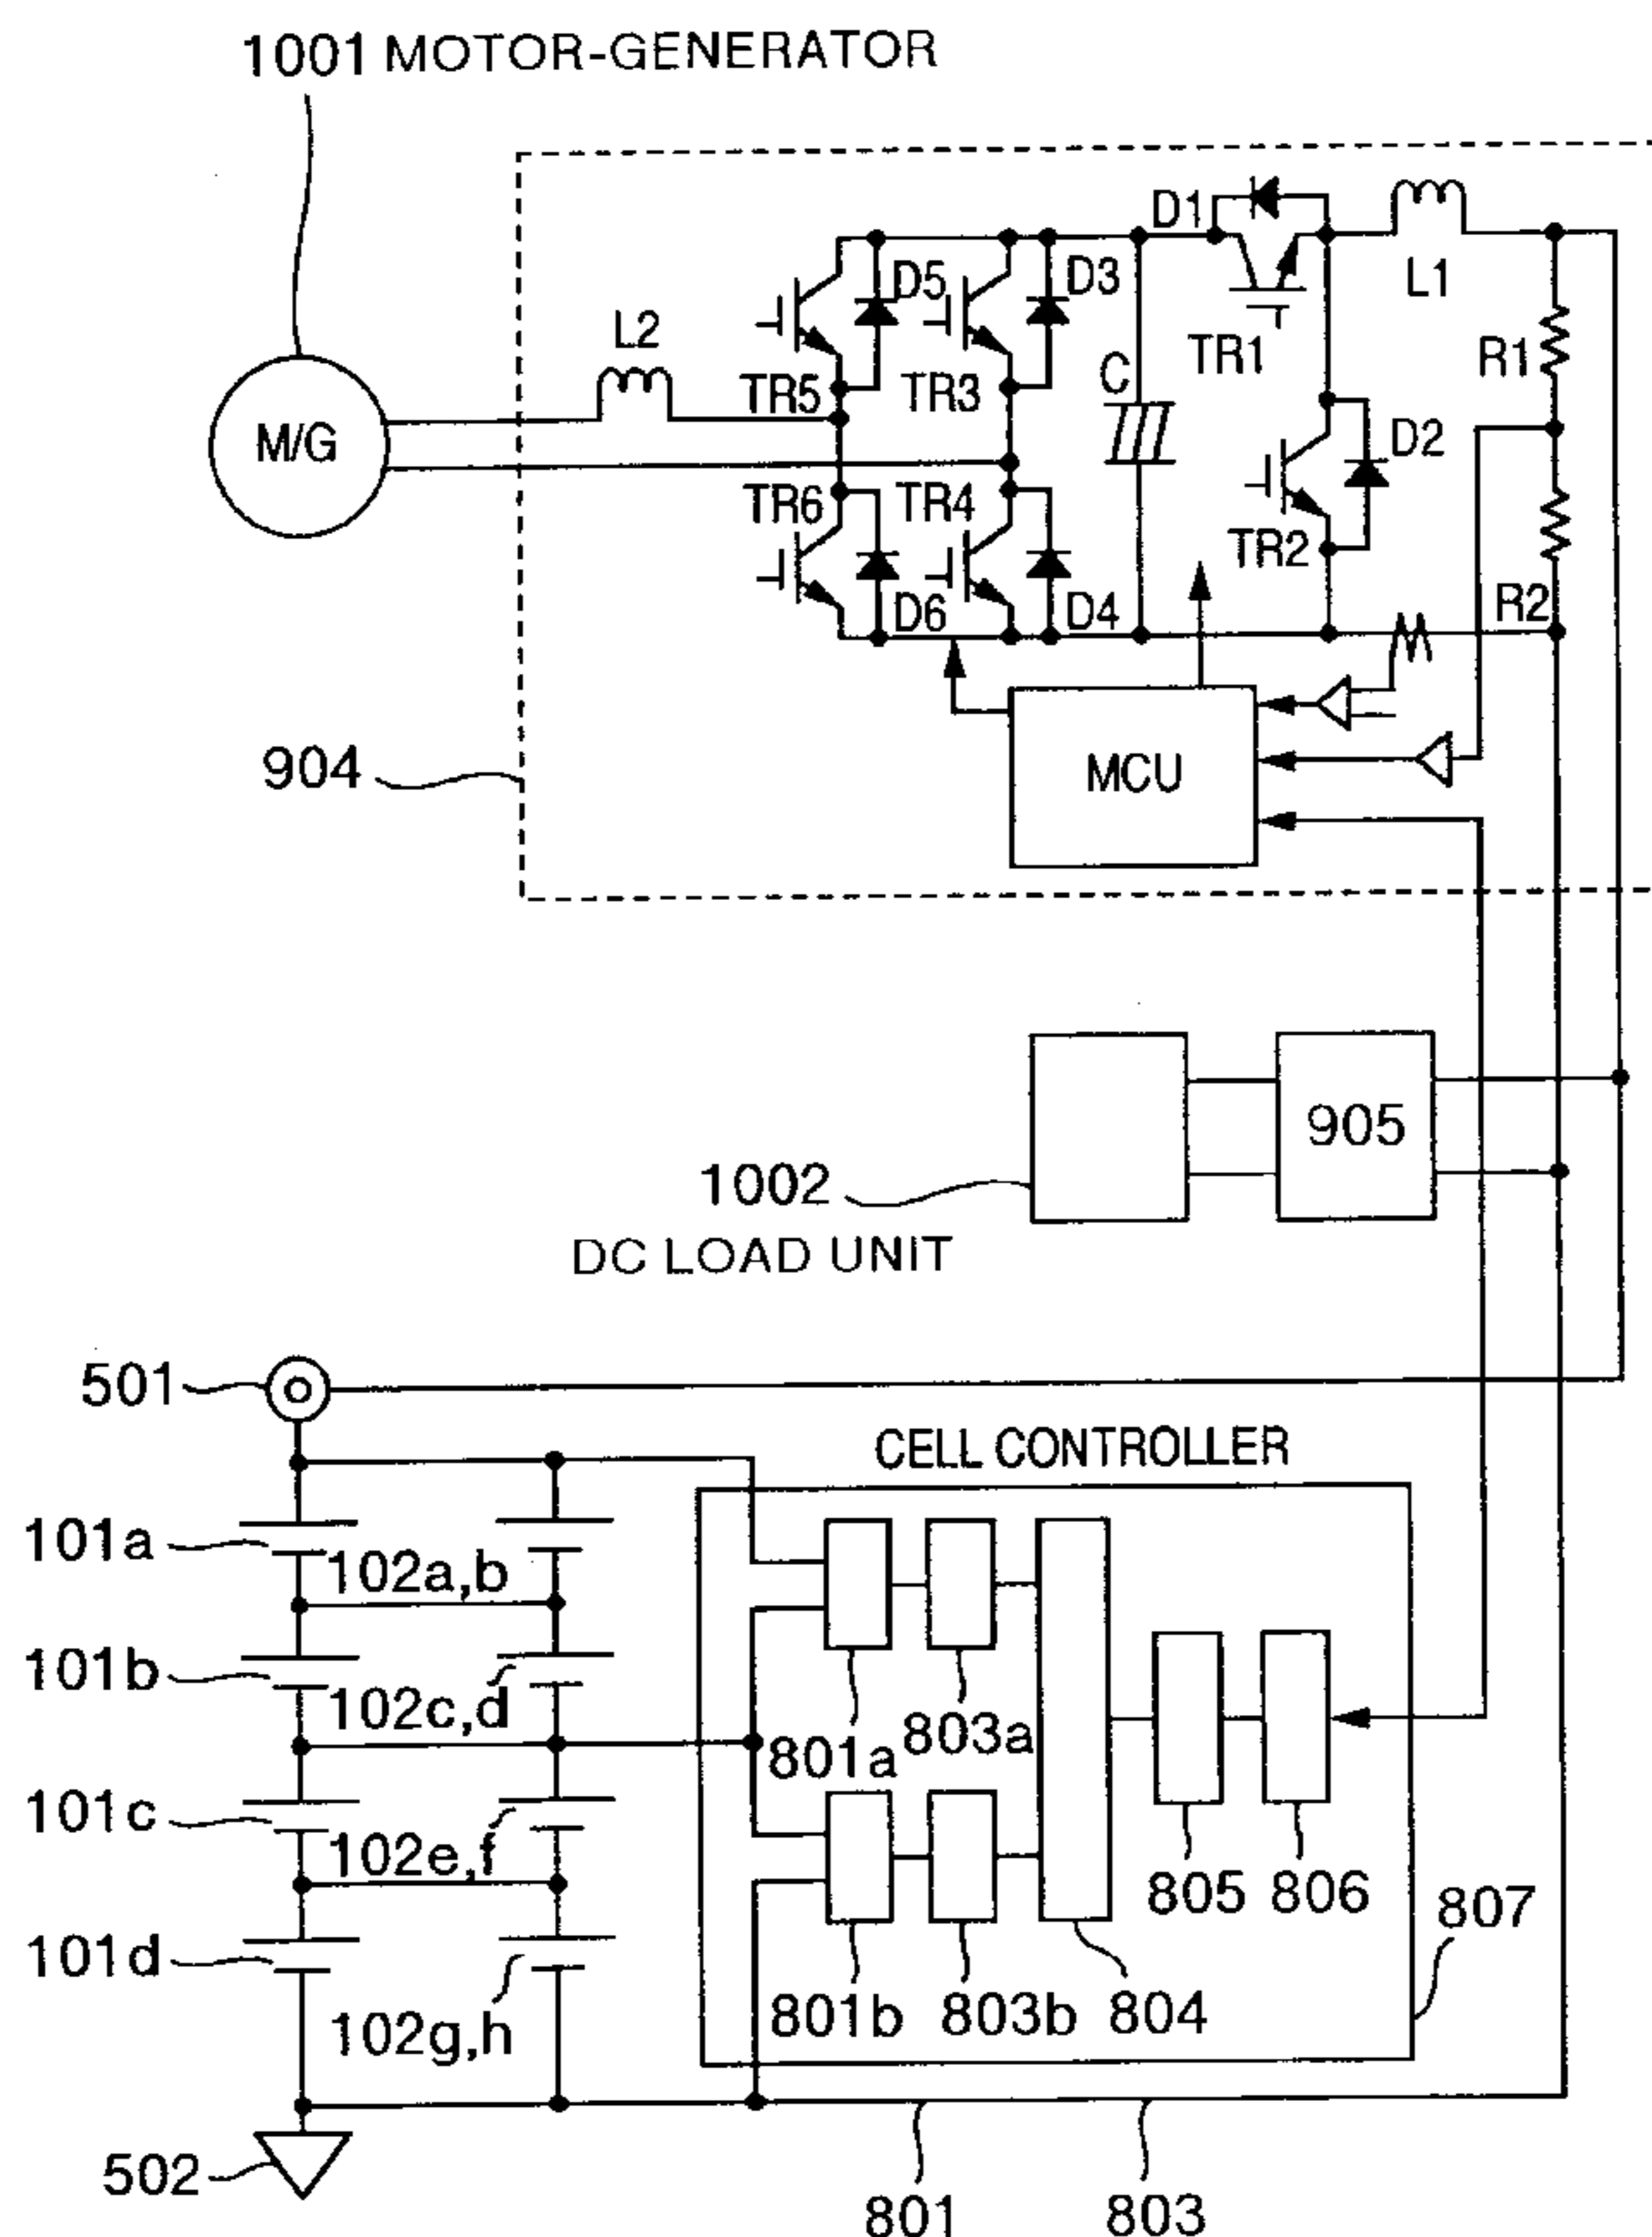 1001 MOTOR-GENERATOR
D1
D5
D3
L1
L2
TR1
R1
C
TR5
TR3
M/G
D2
TR6
TR4
TR2
D6
D4
R2
904
MCU
905
1002
DC LOAD UNIT
501
CELL CONTROLLER
101a
102a,b
101b
102c,d
801a
803a
101c
102e,f
805
806
807
101d
801b
803b
804
102g,h
502
801
803